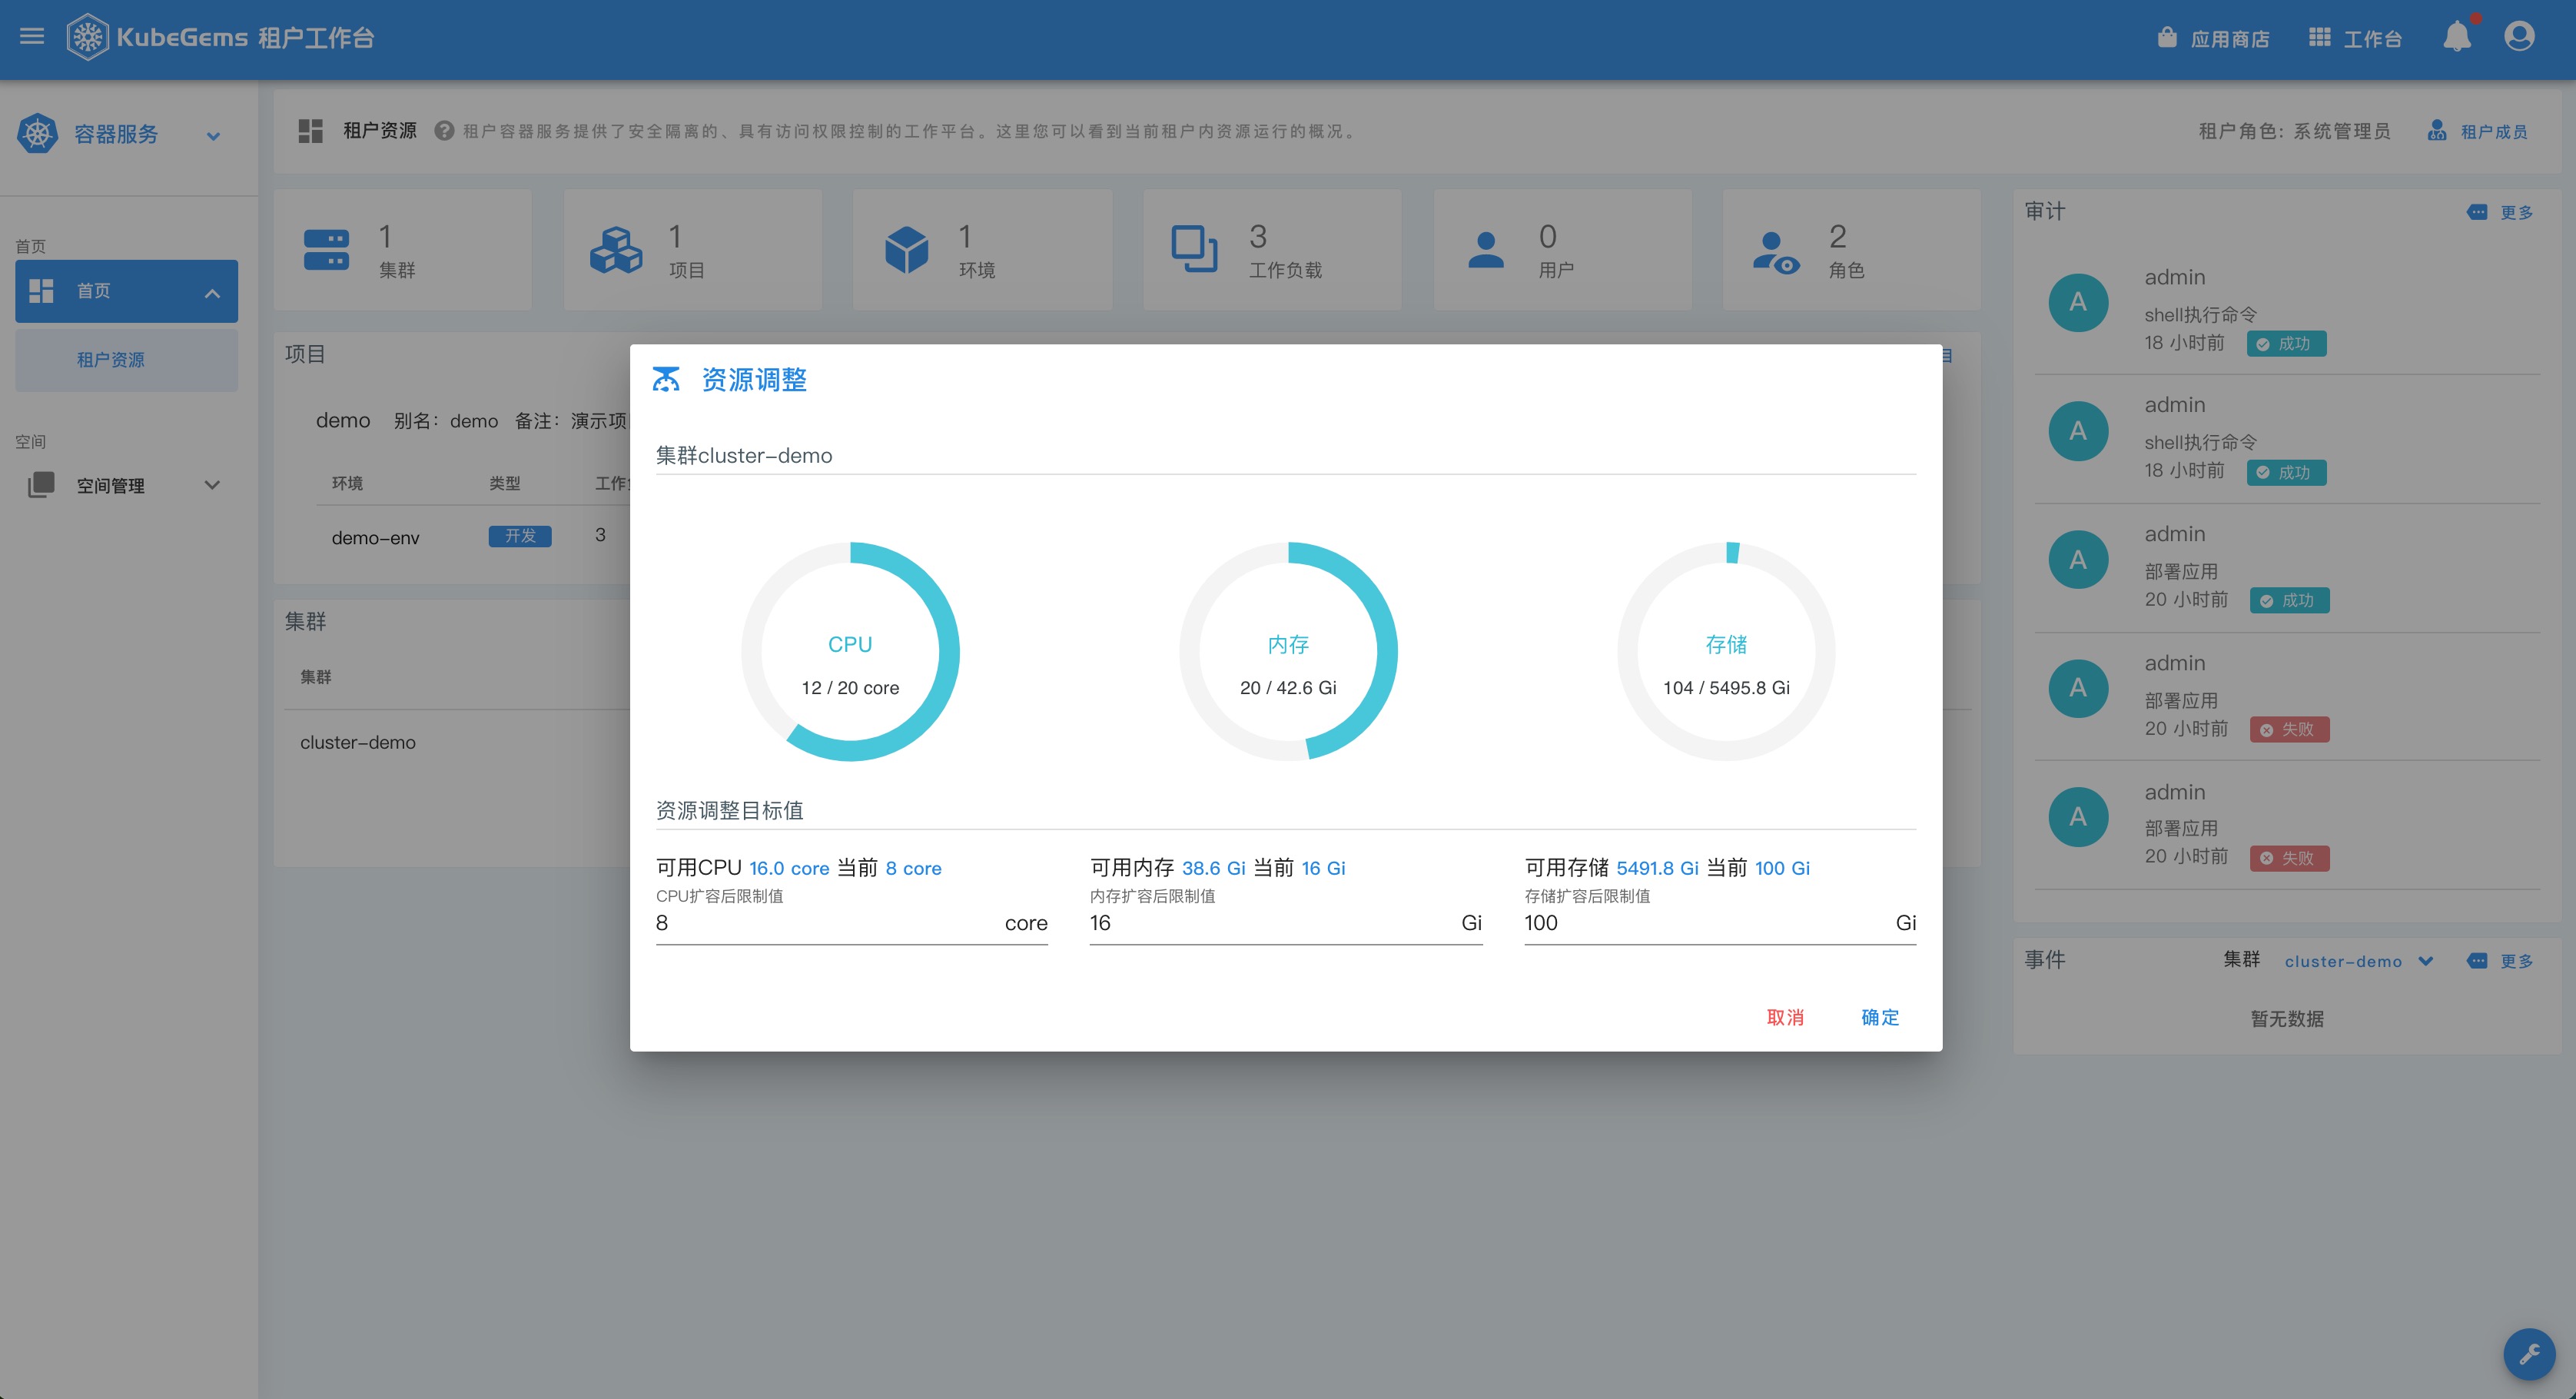 KubeGems 租户工作台
应用商店
工作台
容器服务
首页
首页
租户资源
空间
空间管理
租户资源
租户容器服务提供了安全隔离的、具有访问权限控制的工作平台。这里您可以看到当前租户内资源运行的概况。
租户角色: 系统管理员
租户成员
1
集群
1
项目
1
环境
3
工作负载
0
用户
2
角色
项目
目
demo 别名: demo 备注: 演示项
环境 类型 工作
demo-env 开发 3
集群
集群
cluster-demo
资源调整
集群cluster-demo
CPU
12 / 20 core
内存
20 / 42.6 Gi
存储
104 / 5495.8 Gi
资源调整目标值
可用CPU 16.0 core 当前 8 core
CPU扩容后限制值
8 core
可用内存 38.6 Gi 当前 16 Gi
内存扩容后限制值
16 Gi
可用存储 5491.8 Gi 当前 100 Gi
存储扩容后限制值
100 Gi
取消 确定
审计 更多
A
admin
shell执行命令
18 小时前 成功
A
admin
shell执行命令
18 小时前 成功
A
admin
部署应用
20 小时前 成功
A
admin
部署应用
20 小时前 失败
A
admin
部署应用
20 小时前 失败
事件 集群 cluster-demo 更多
暂无数据